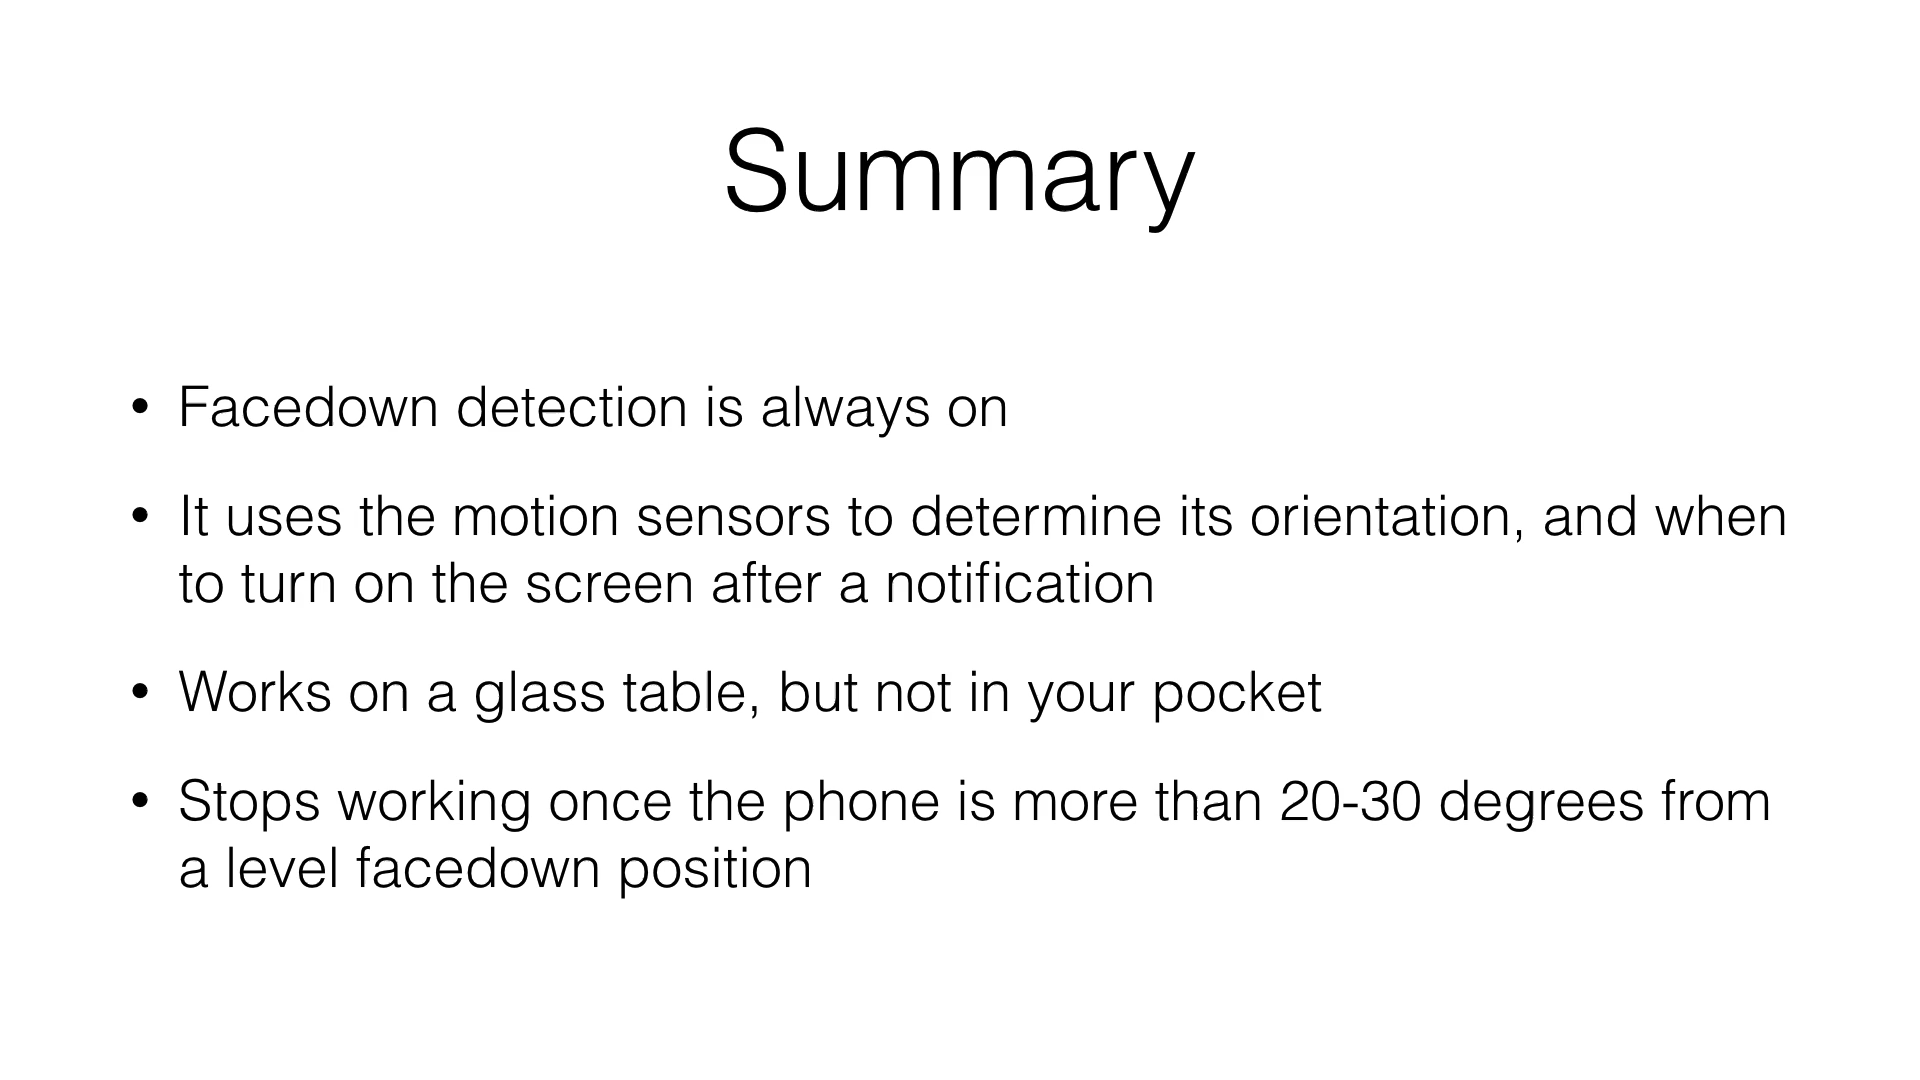 Summary
• Facedown detection is always on
• It uses the motion sensors to determine its orientation, and when
to turn on the screen after a notification
• Works on a glass table, but not in your pocket
• Stops working once the phone is more than 20-30 degrees from
a level facedown position